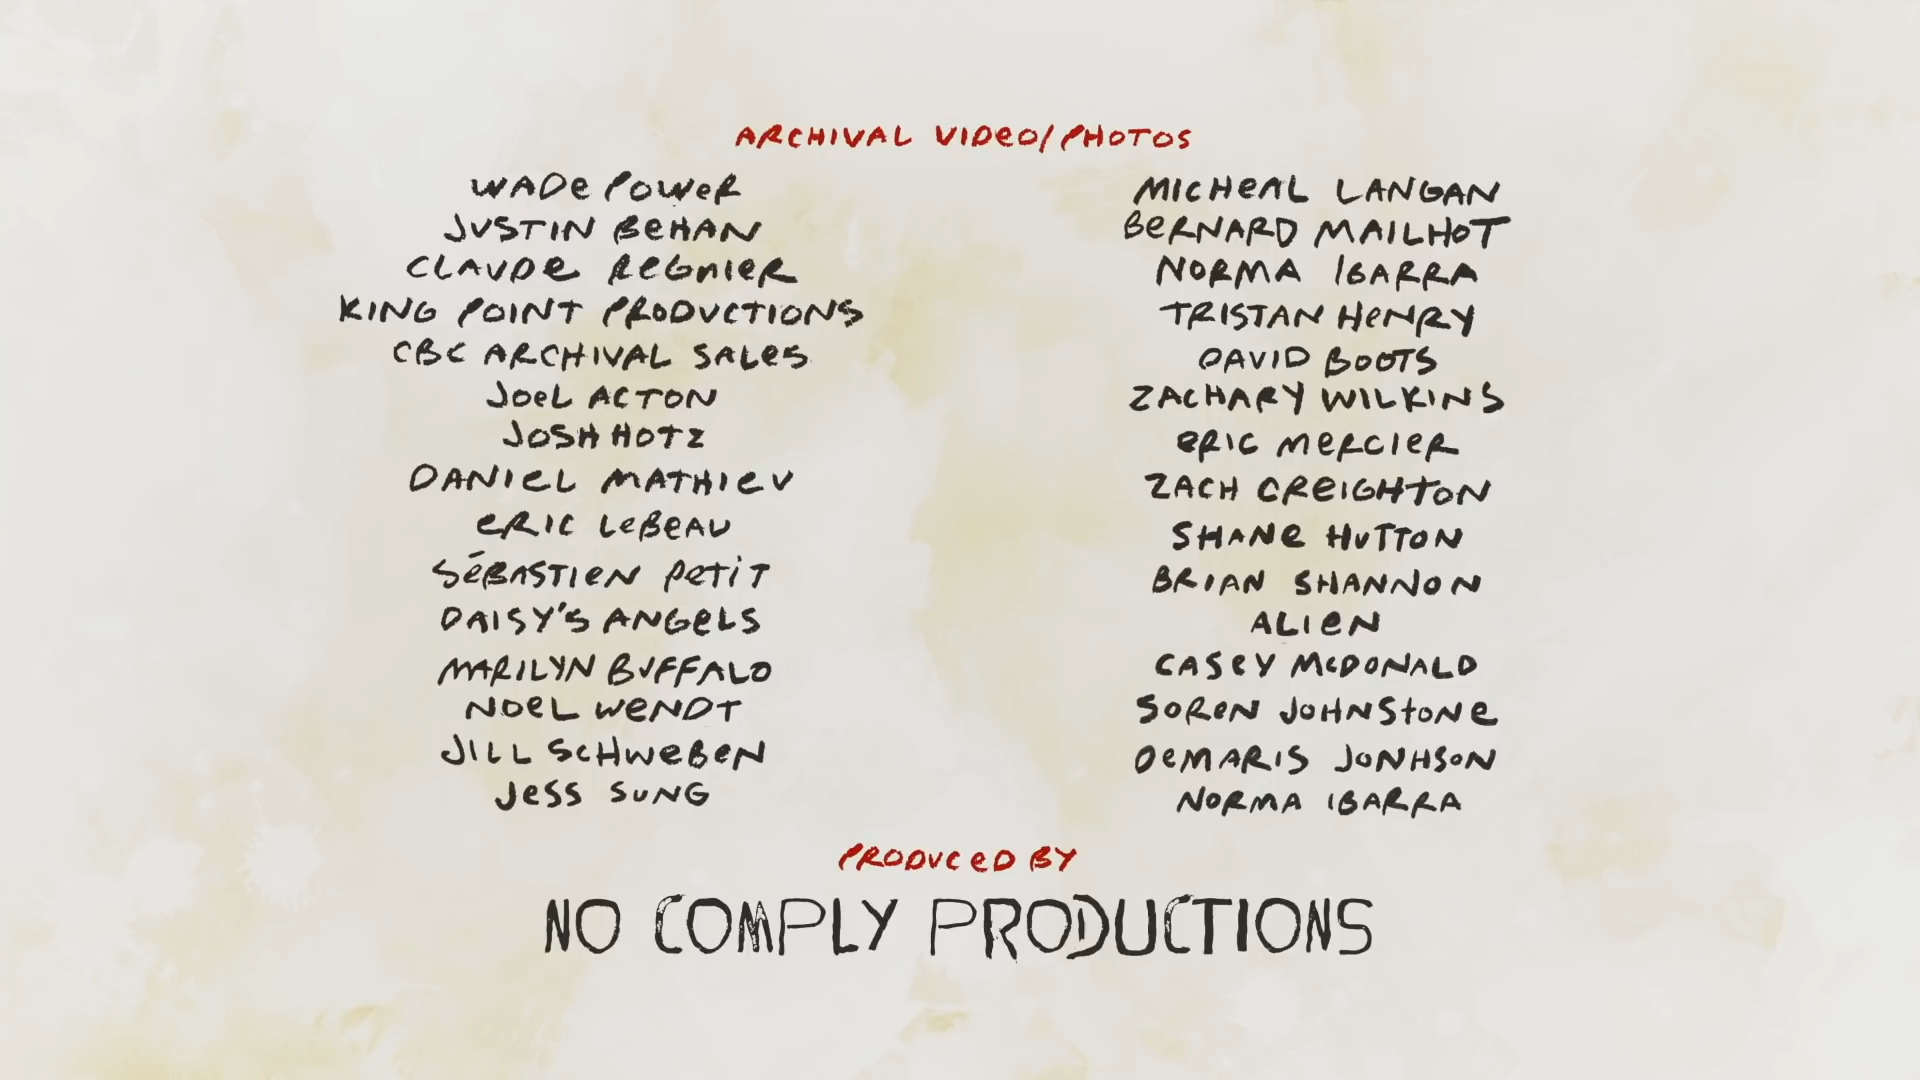 ARCHIVAL VIDEO/PHOTOS
WADE POWER
JUSTIN BEHAN
CLAUDE REGNIER
KING POINT PRODUCTIONS
CBC ARCHIVAL SALES
JOEL ACTON
JOSH HOTZ
DANIEL MATHIEU
ERIC LEBEAU
SÉBASTIEN PETIT
DAISY'S ANGELS
MARILYN BUFFALO
NOEL WENDT
JILL SCHWEBEN
JESS SUNG
MICHEAL LANGAN
BERNARD MAILHOT
NORMA IBARRA
TRISTAN HENRY
DAVID BOOTS
ZACHARY WILKINS
ERIC MERCIER
ZACH CREIGHTON
SHANE HUTTON
BRIAN SHANNON
ALIEN
CASEY McDONALD
SOREN JOHNSTONE
DEMARIS JONHSON
NORMA IBARRA
PRODUCED BY
NO COMPLY PRODUCTIONS